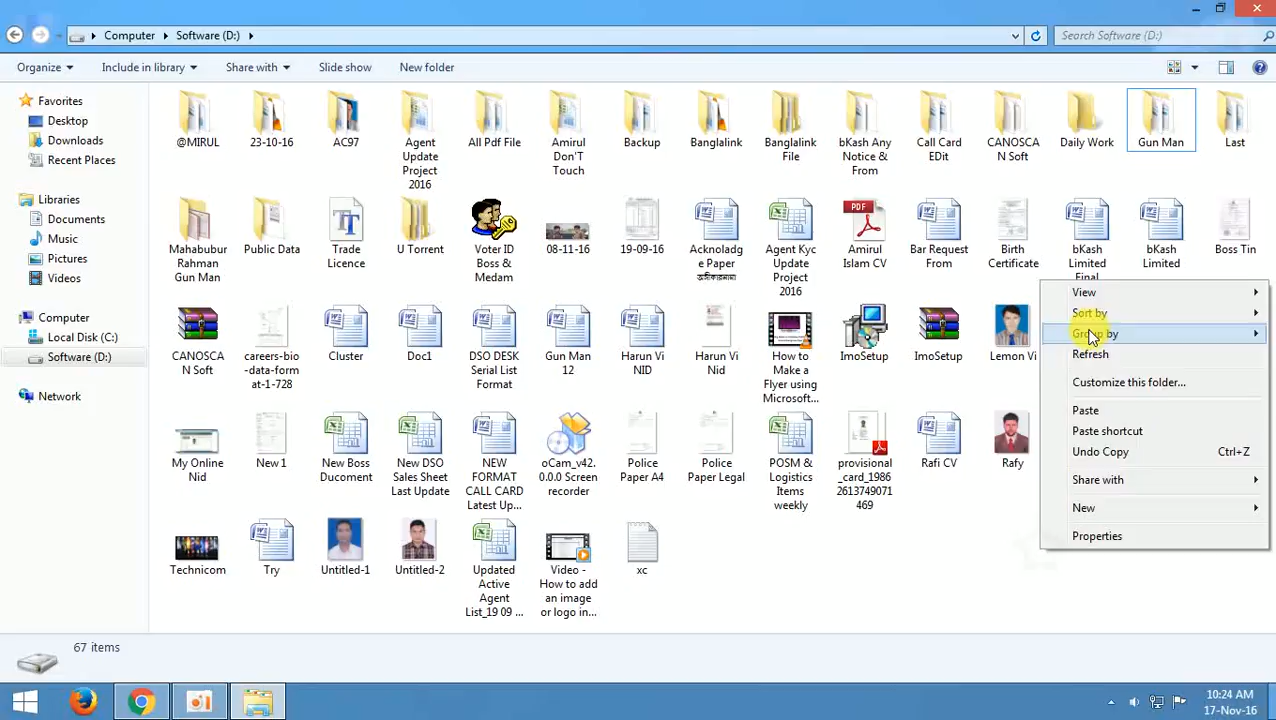 Computer ▸ Software (D:) ▸
Search Software (D:)
Organize
Include in library
Share with
Slide show
New folder
Favorites
Desktop
Downloads
Recent Places
Libraries
Documents
Music
Pictures
Videos
Computer
Local Disk (C:)
Software (D:)
Network
@MIRUL
23-10-16
AC97
Agent
Update
Project
2016
All Pdf File
Amirul
Don'T
Touch
Backup
Banglalink
Banglalink
File
bKash Any
Notice &
From
Call Card
EDit
CANOSCA
N Soft
Daily Work
Gun Man
Last
Mahabubur
Rahman
Gun Man
Public Data
Trade
Licence
U Torrent
Voter ID
Boss &
Medam
08-11-16
19-09-16
Acknoladg
e Paper
Agent Kyc
Update
Project
2016
PDF
Amirul
Islam CV
Bar Request
From
Birth
Certificate
bKash
Limited
Final
bKash
Limited
Boss Tin
CANOSCA
N Soft
careers-bio
-data-form
at-1-728
Cluster
Doc1
DSO DESK
Serial List
Format
Gun Man
12
Harun Vi
NID
Harun Vi
Nid
How to
Make a
Flyer using
Microsoft...
ImoSetup
ImoSetup
Lemon Vi
My Online
Nid
New 1
New Boss
Ducoment
New DSO
Sales Sheet
Last Update
NEW
FORMAT
CALL CARD
Latest Up...
oCam_v42.
0.0.0 Screen
recorder
Police
Paper A4
Police
Paper Legal
POSM &
Logistics
Items
weekly
provisional
_card_1986
2613749071
469
Rafi CV
Rafy
Technicom
Try
Untitled-1
Untitled-2
Updated
Active
Agent
List_19 09 ...
Video -
How to add
an image
or logo in...
xc
View
Sort by
Group by
Refresh
Customize this folder...
Paste
Paste shortcut
Undo Copy Ctrl+Z
Share with
New
Properties
67 items
10:24 AM
17-Nov-16